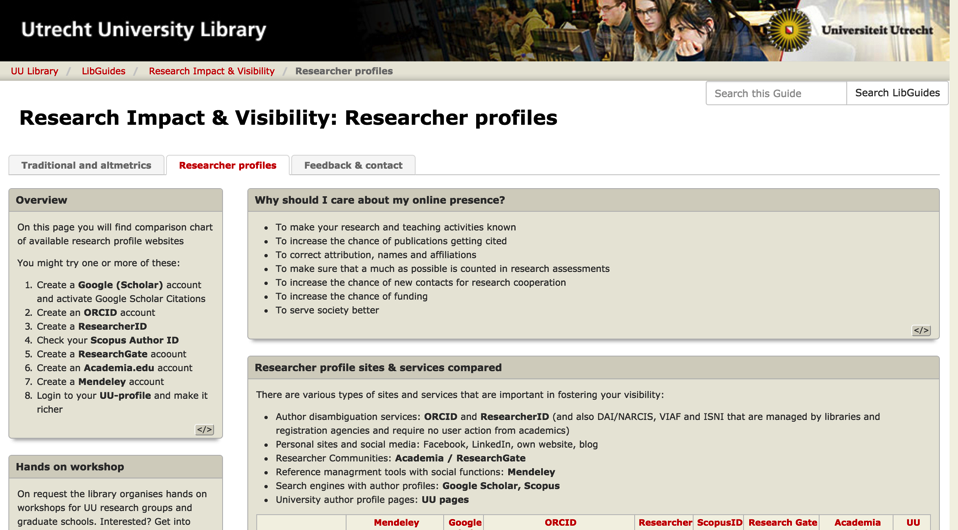 Utrecht University Library
Universiteit Utrecht
UU Library / LibGuides / Research Impact & Visibility / Researcher profiles
Search this Guide
Search LibGuides
Research Impact & Visibility: Researcher profiles
Traditional and altmetrics
Researcher profiles
Feedback & contact
Overview
On this page you will find comparison chart
of available research profile websites
You might try one or more of these:
1. Create a Google (Scholar) account
and activate Google Scholar Citations
2. Create an ORCID account
3. Create a ResearcherID
4. Check your Scopus Author ID
5. Create a ResearchGate acoount
6. Create an Academia.edu account
7. Create a Mendeley account
8. Login to your UU-profile and make it
richer
</>
Hands on workshop
On request the library organises hands on
workshops for UU research groups and
graduate schools. Interested? Get into
Why should I care about my online presence?
• To make your research and teaching activities known
• To increase the chance of publications getting cited
• To correct attribution, names and affiliations
• To make sure that a much as possible is counted in research assessments
• To increase the chance of new contacts for research cooperation
• To increase the chance of funding
• To serve society better
</>
Researcher profile sites & services compared
There are various types of sites and services that are important in fostering your visibility:
• Author disambiguation services: ORCID and ResearcherID (and also DAI/NARCIS, VIAF and ISNI that are managed by libraries and
registration agencies and require no user action from academics)
• Personal sites and social media: Facebook, LinkedIn, own website, blog
• Researcher Communities: Academia / ResearchGate
• Reference managrment tools with social functions: Mendeley
• Search engines with author profiles: Google Scholar, Scopus
• University author profile pages: UU pages
Mendeley Google ORCID Researcher ScopusID Research Gate Academia UU